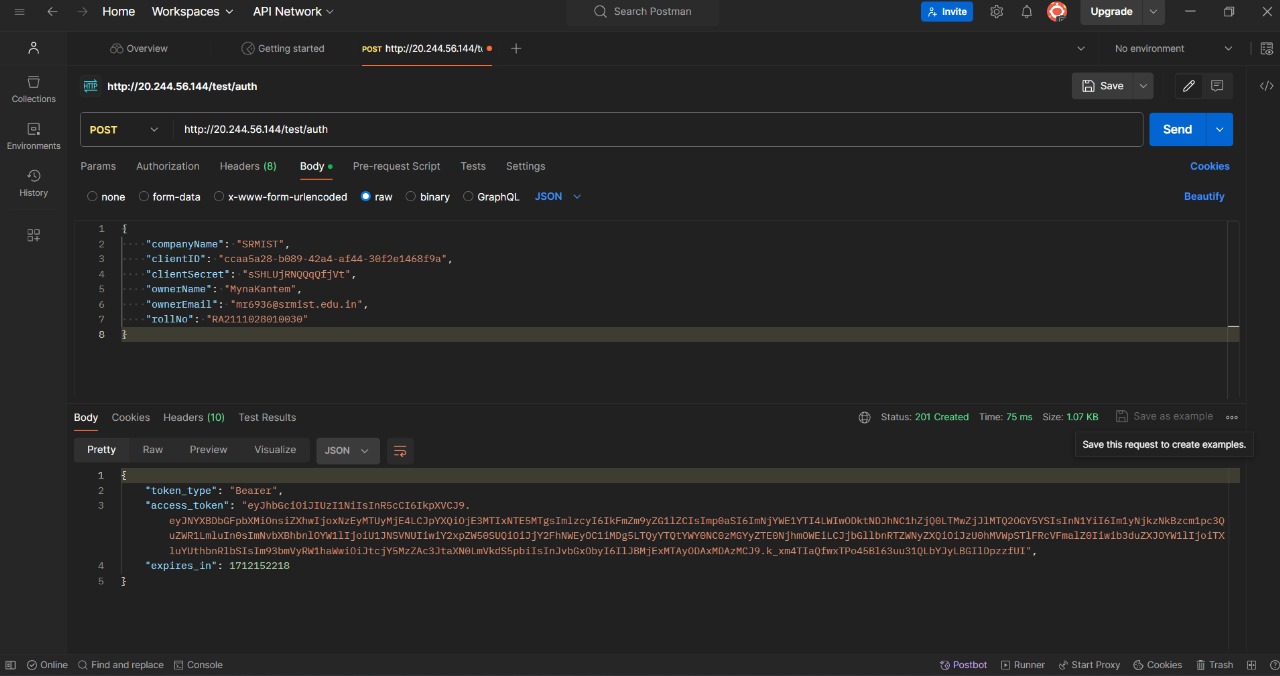 Home Workspaces API Network Search Postman Invite Upgrade
Overview Getting started POST http://20.244.56.144/t No environment
HTTP http://20.244.56.144/test/auth Save
Collections
Environments
History
POST http://20.244.56.144/test/auth Send
Params Authorization Headers (8) Body Pre-request Script Tests Settings Cookies
none form-data x-www-form-urlencoded raw binary GraphQL JSON Beautify
1 {
2 "companyName": "SRMIST",
3 "clientID": "ccaa5a28-b089-42a4-af44-30f2e1468f9a",
4 "clientSecret": "sSHLUjRNQQqQfjVt",
5 "ownerName": "MynaKantem",
6 "ownerEmail": "mr6936@srmist.edu.in",
7 "rollNo": "RA2111028010030"
8 }
Body Cookies Headers (10) Test Results Status: 201 Created Time: 75 ms Size: 1.07 KB Save as example
Save this request to create examples.
Pretty Raw Preview Visualize JSON
1 {
2 "token_type": "Bearer",
3 "access_token": "eyJhbGciOiJIUzI1NiIsInR5cCI6IkpXVCJ9.
4 "expires_in": 1712152218
5 }
Online Find and replace Console Postbot Runner Start Proxy Cookies Trash